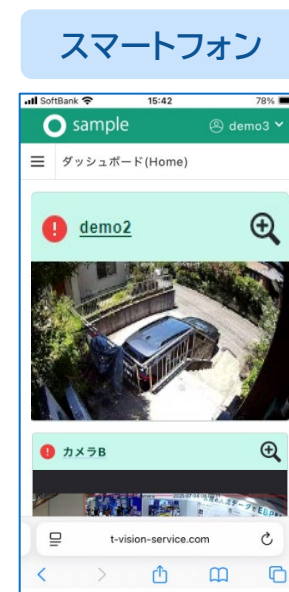 スマートフォン
SoftBank 15:42 78%
sample demo3
ダッシュボード(Home)
demo2
カメラB
t-vision-service.com